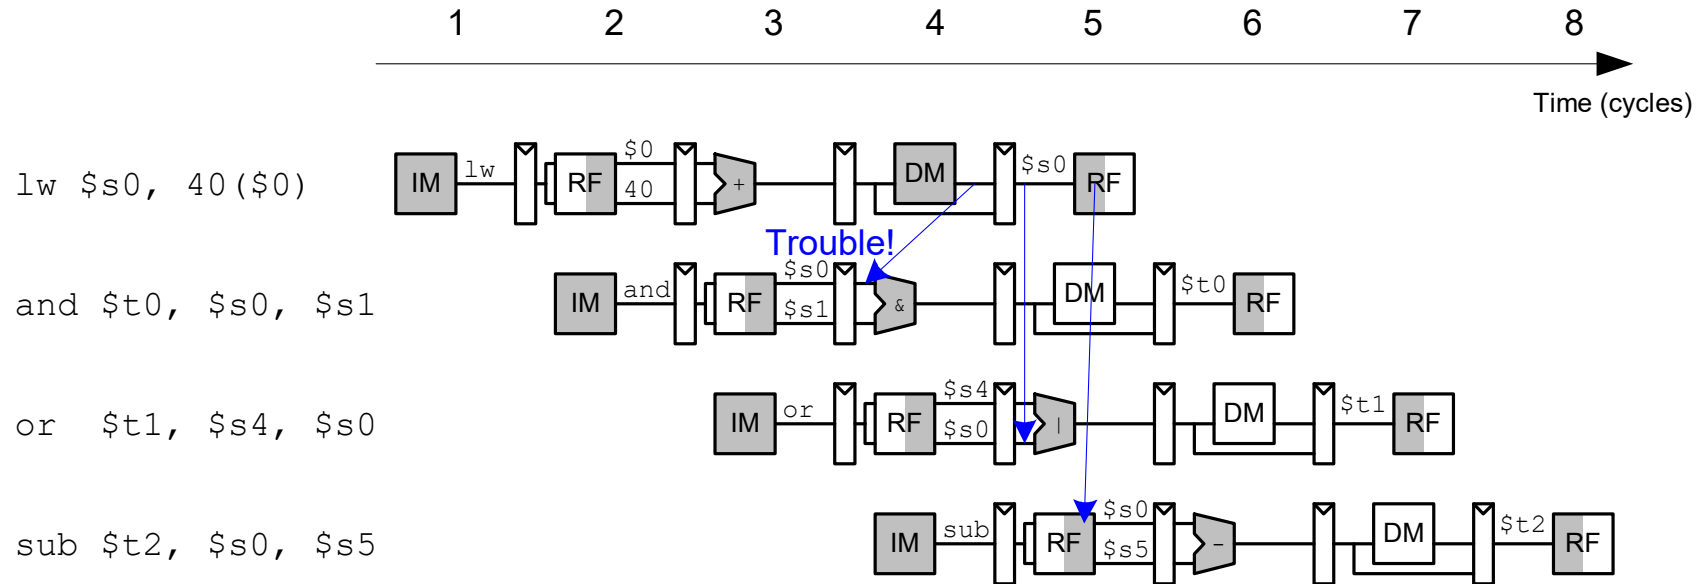 1 2 3 4 5 6 7 8
Time (cycles)
lw $s0, 40($0) IM lw RF $0 40 + DM $s0 RF
Trouble!
and $t0, $s0, $s1 IM and RF $s0 $s1 & DM $t0 RF
or $t1, $s4, $s0 IM or RF $s4 $s0 | DM $t1 RF
sub $t2, $s0, $s5 IM sub RF $s0 $s5 - DM $t2 RF